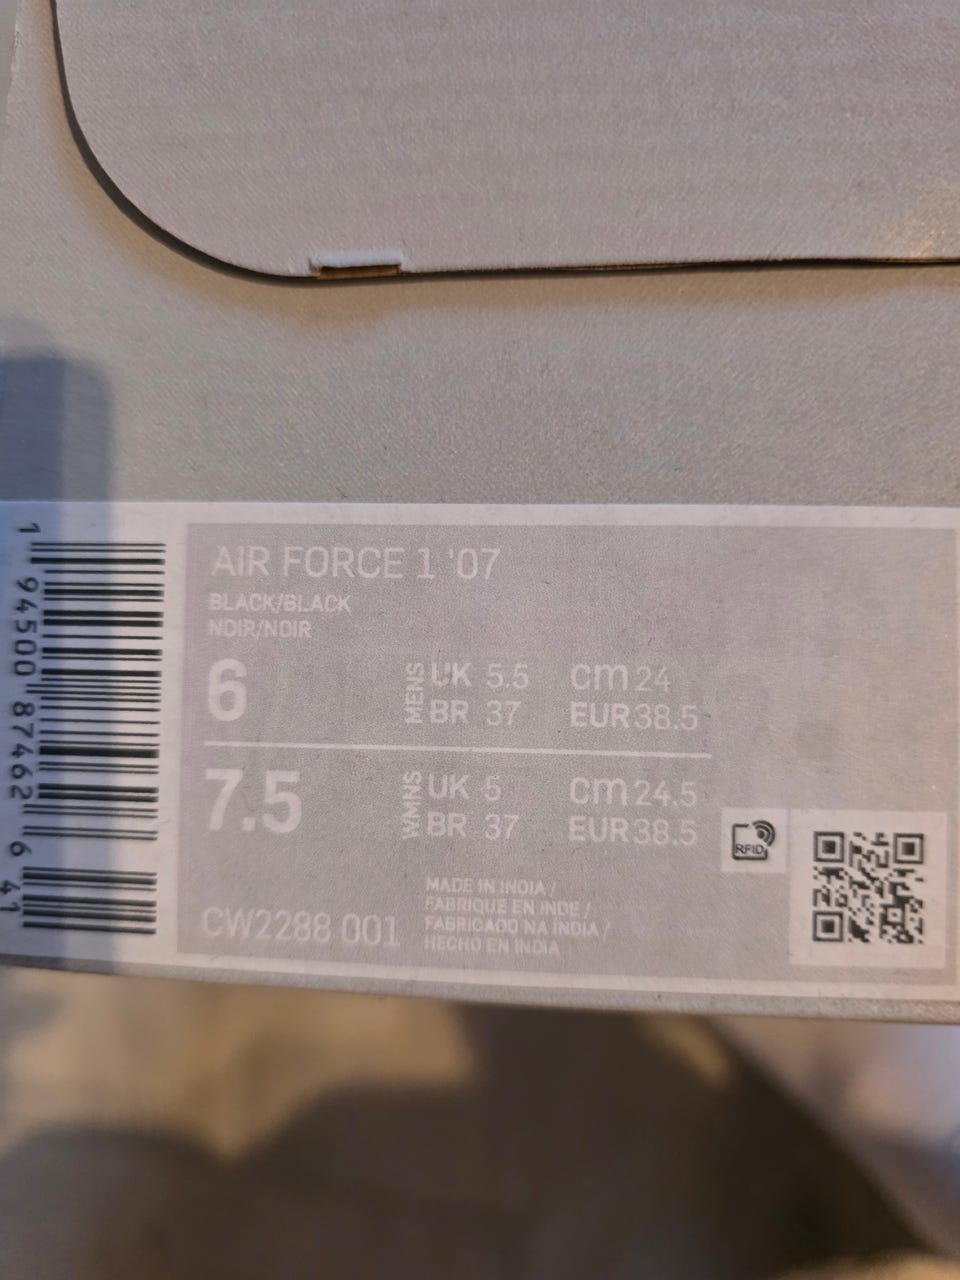 AIR FORCE 1 '07
BLACK/BLACK
NOIR/NOIR
6 MENS UK 5.5 cm 24
BR 37 EUR 38.5
7.5 WMNS UK 5 cm 24.5
BR 37 EUR 38.5
RFID
MADE IN INDIA /
FABRIQUE EN INDE /
FABRICADO NA INDIA /
HECHO EN INDIA
CW2288 001
1 94500 87462 6 41